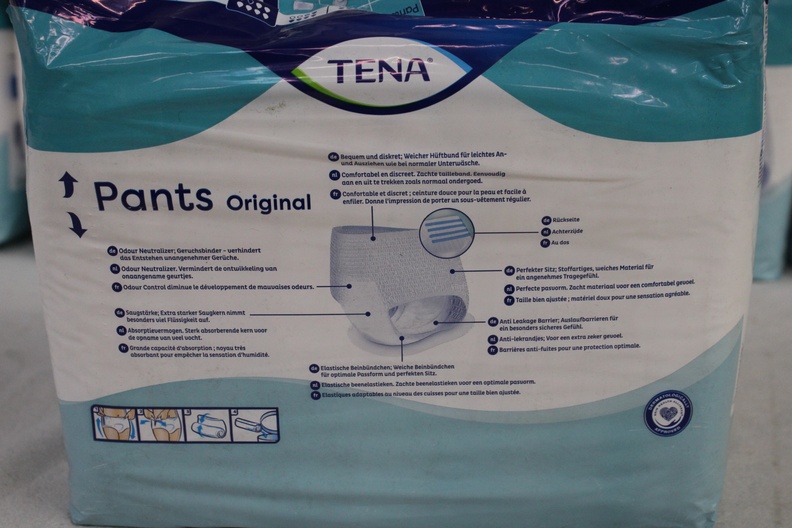 TENA
Pants Original
de Bequem und diskret; Weicher Hüftbund für leichtes An-
und Ausziehen wie bei normaler Unterwäsche.
nl Comfortabel en discreet. Zachte tailleband. Eenvoudig
aan en uit te trekken zoals normaal ondergoed.
fr Confortable et discret ; ceinture douce pour la peau et facile à
enfiler. Donne l'impression de porter un sous-vêtement régulier.
de Rückseite
nl Achterzijde
fr Au dos
de Odour Neutralizer; Geruchsbinder - verhindert
das Entstehen unangenehmer Gerüche.
nl Odour Neutralizer. Vermindert de ontwikkeling van
onaangename geurtjes.
fr Odour Control diminue le développement de mauvaises odeurs.
de Perfekter Sitz; Stoffartiges, weiches Material für
ein angenehmes Tragegefühl.
nl Perfecte pasvorm. Zacht materiaal voor een comfortabel gevoel.
fr Taille bien ajustée ; matériel doux pour une sensation agréable.
de Saugstärke; Extra starker Saugkern nimmt
besonders viel Flüssigkeit auf.
nl Absorptievermogen. Sterk absorberende kern voor
de opname van veel vocht.
fr Grande capacité d'absorption ; noyau très
absorbant pour empêcher la sensation d'humidité.
de Anti Leakage Barrier; Auslaufbarrieren für
ein besonders sicheres Gefühl.
nl Anti-lekrandjes; Voor een extra zeker gevoel.
fr Barrières anti-fuites pour une protection optimale.
de Elastische Beinbündchen; Weiche Beinbündchen
für optimale Passform und perfekten Sitz.
nl Elastische beenelastieken. Zachte beenelastieken voor een optimale pasvorm.
fr Elastiques adaptables au niveau des cuisses pour une taille bien ajustée.